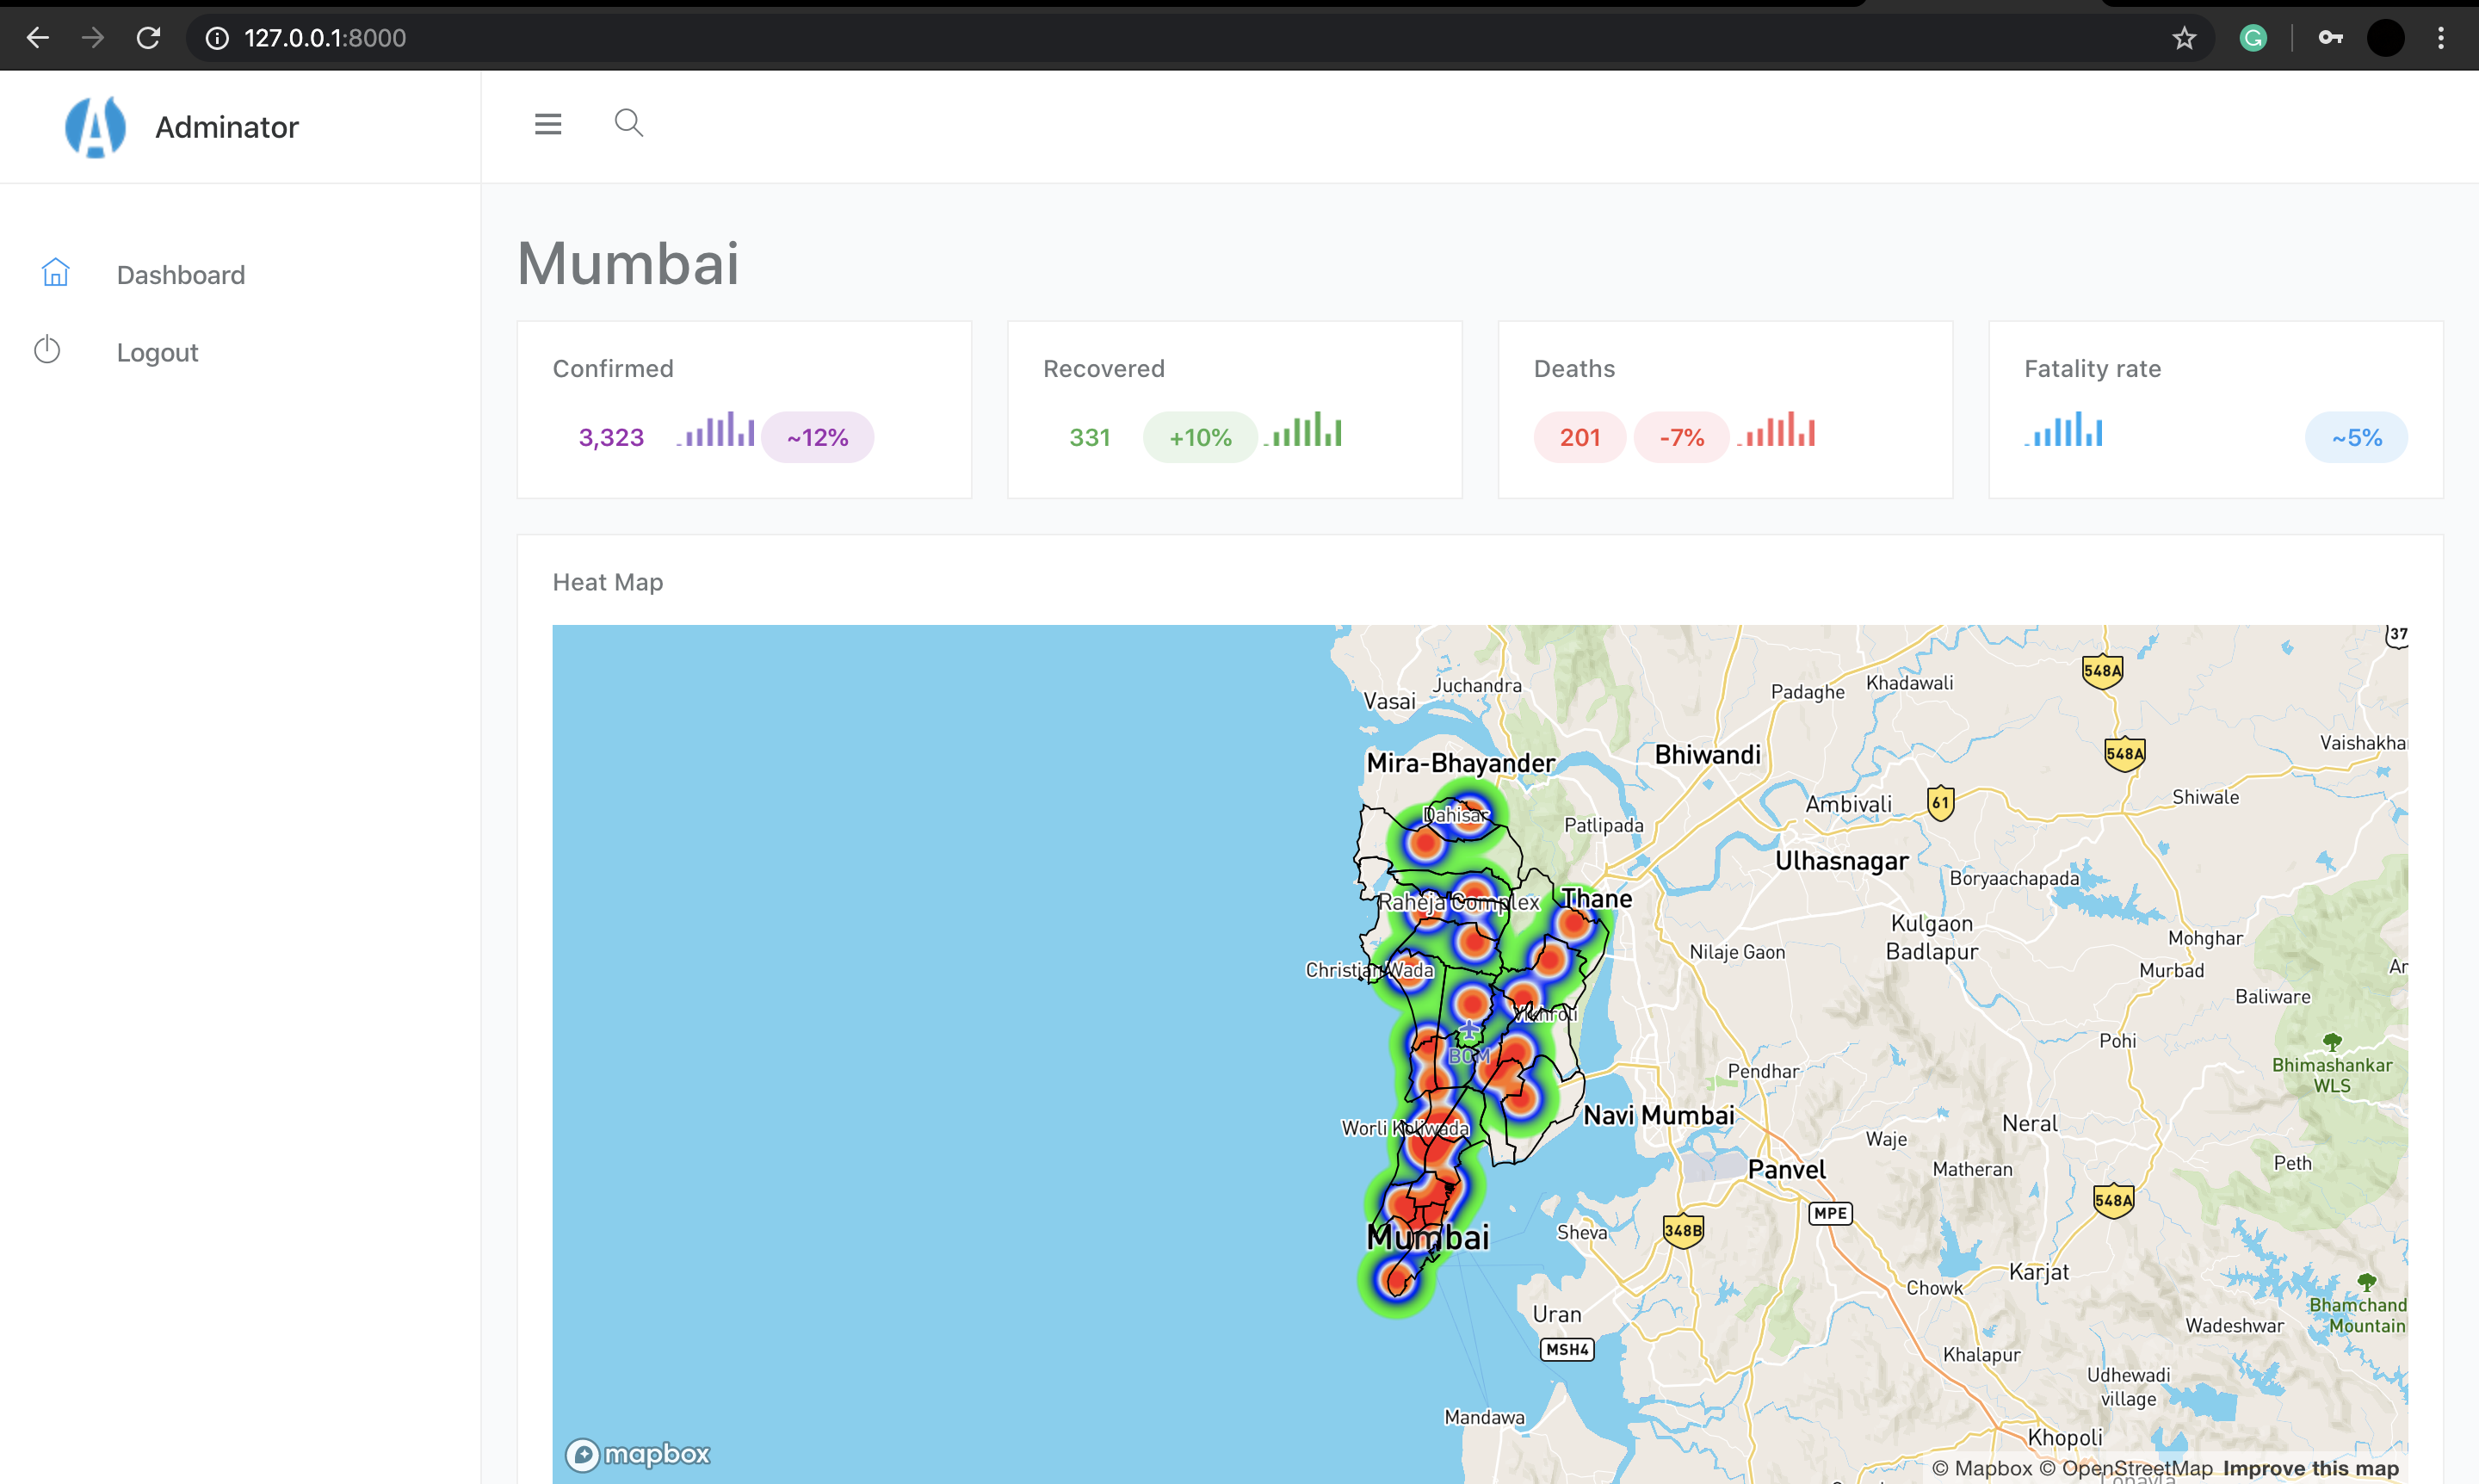 127.0.0.1:8000
Adminator
Dashboard
Logout
Mumbai
Confirmed
3,323 ~12%
Recovered
331 +10%
Deaths
201 -7%
Fatality rate
~5%
Heat Map
37
548A
Juchandra
Khadawali
Padaghe
Vasai
Vaishakha
Bhiwandi
548A
Mira-Bhayander
Shiwale
Ambivali
61
Dahisar
Patlipada
Ulhasnagar
Boryaachapada
Thane
Raheja Complex
Kulgaon
Badlapur
Mohghar
Nilaje Gaon
Christian Wada
Murbad
Ar
Baliware
Vikhroli
Pohi
BOM
Bhimashankar
WLS
Pendhar
Navi Mumbai
Neral
Worli Koliwada
Waje
Peth
Panvel
Matheran
548A
MPE
Sheva
348B
Mumbai
Karjat
Chowk
Bhamchand
Mountain
Uran
Wadeshwar
MSH4
Khalapur
Udhewadi
village
Mandawa
Khopoli
mapbox
© Mapbox © OpenStreetMap Improve this map
Lonavla